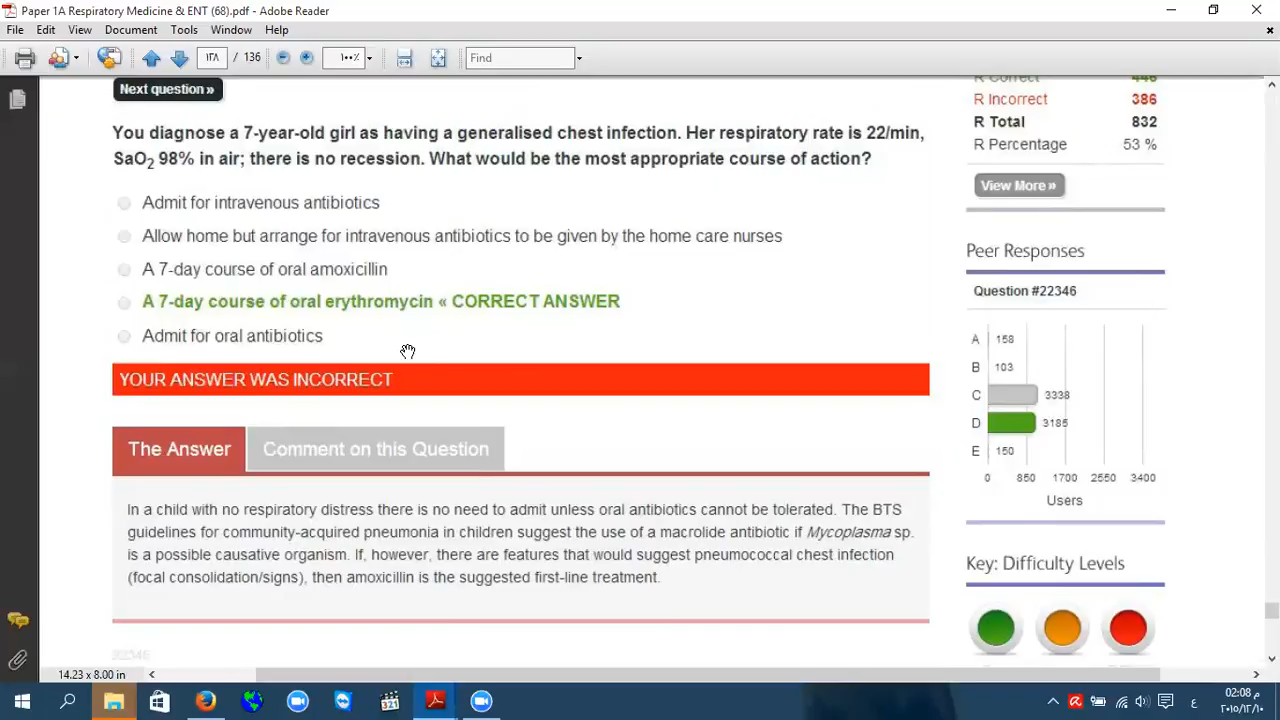 Paper 1A Respiratory Medicine & ENT (68).pdf - Adobe Reader
File Edit View Document Tools Window Help
١٣٨ / 136 ١٠٠% Find
Next question »
You diagnose a 7-year-old girl as having a generalised chest infection. Her respiratory rate is 22/min,
SaO2 98% in air; there is no recession. What would be the most appropriate course of action?
Admit for intravenous antibiotics
Allow home but arrange for intravenous antibiotics to be given by the home care nurses
A 7-day course of oral amoxicillin
A 7-day course of oral erythromycin « CORRECT ANSWER
Admit for oral antibiotics
YOUR ANSWER WAS INCORRECT
The Answer Comment on this Question
In a child with no respiratory distress there is no need to admit unless oral antibiotics cannot be tolerated. The BTS
guidelines for community-acquired pneumonia in children suggest the use of a macrolide antibiotic if Mycoplasma sp.
is a possible causative organism. If, however, there are features that would suggest pneumococcal chest infection
(focal consolidation/signs), then amoxicillin is the suggested first-line treatment.
22346
R Correct 446
R Incorrect 386
R Total 832
R Percentage 53 %
View More »
Peer Responses
Question #22346
A 158
B 103
C 3338
D 3185
E 150
0 850 1700 2550 3400
Users
Key: Difficulty Levels
14.23 x 8.00 in
321
ع
02:08 م